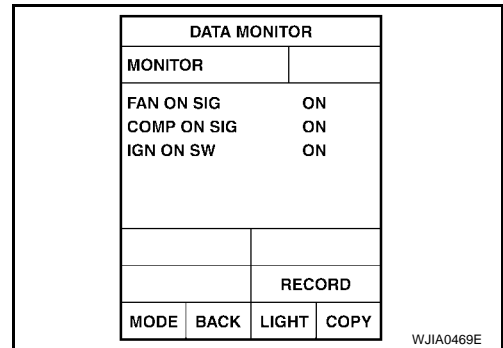 DATA MONITOR
MONITOR
FAN ON SIG ON
COMP ON SIG ON
IGN ON SW ON
RECORD
MODE BACK LIGHT COPY
WJIA0469E